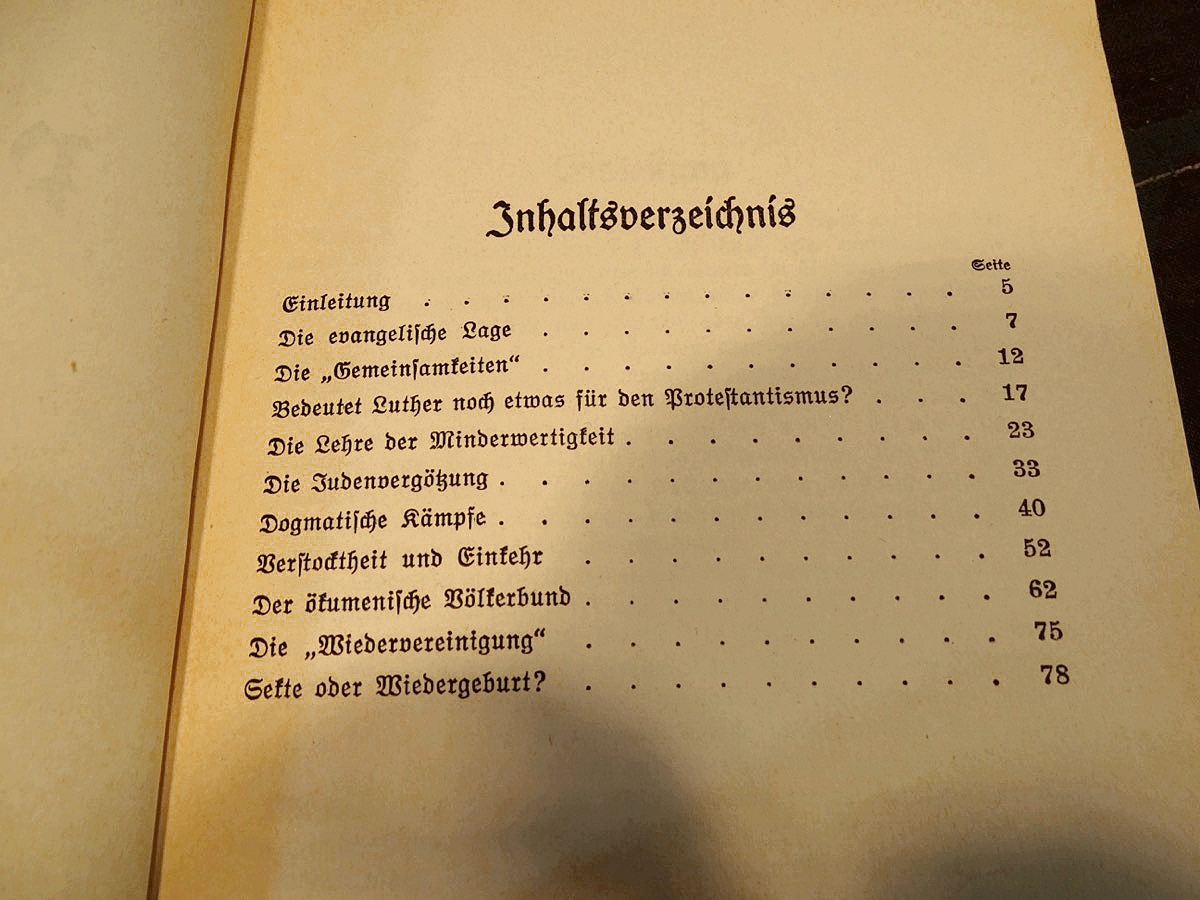 Inhaltsverzeichnis
Seite
Einleitung . . . . . . . . . . . . . . 5
Die evangelische Lage . . . . . . . . . . . 7
Die „Gemeinsamkeiten“ . . . . . . . . . . . 12
Bedeutet Luther noch etwas für den Protestantismus? . . . 17
Die Lehre der Minderwertigkeit . . . . . . . . . 23
Die Judenvergötzung . . . . . . . . . . . . 33
Dogmatische Kämpfe . . . . . . . . . . . . 40
Verstocktheit und Einkehr . . . . . . . . . . 52
Der ökumenische Völkerbund . . . . . . . . . . 62
Die „Wiedervereinigung“ . . . . . . . . . . 75
Sekte oder Wiedergeburt? . . . . . . . . . . 78